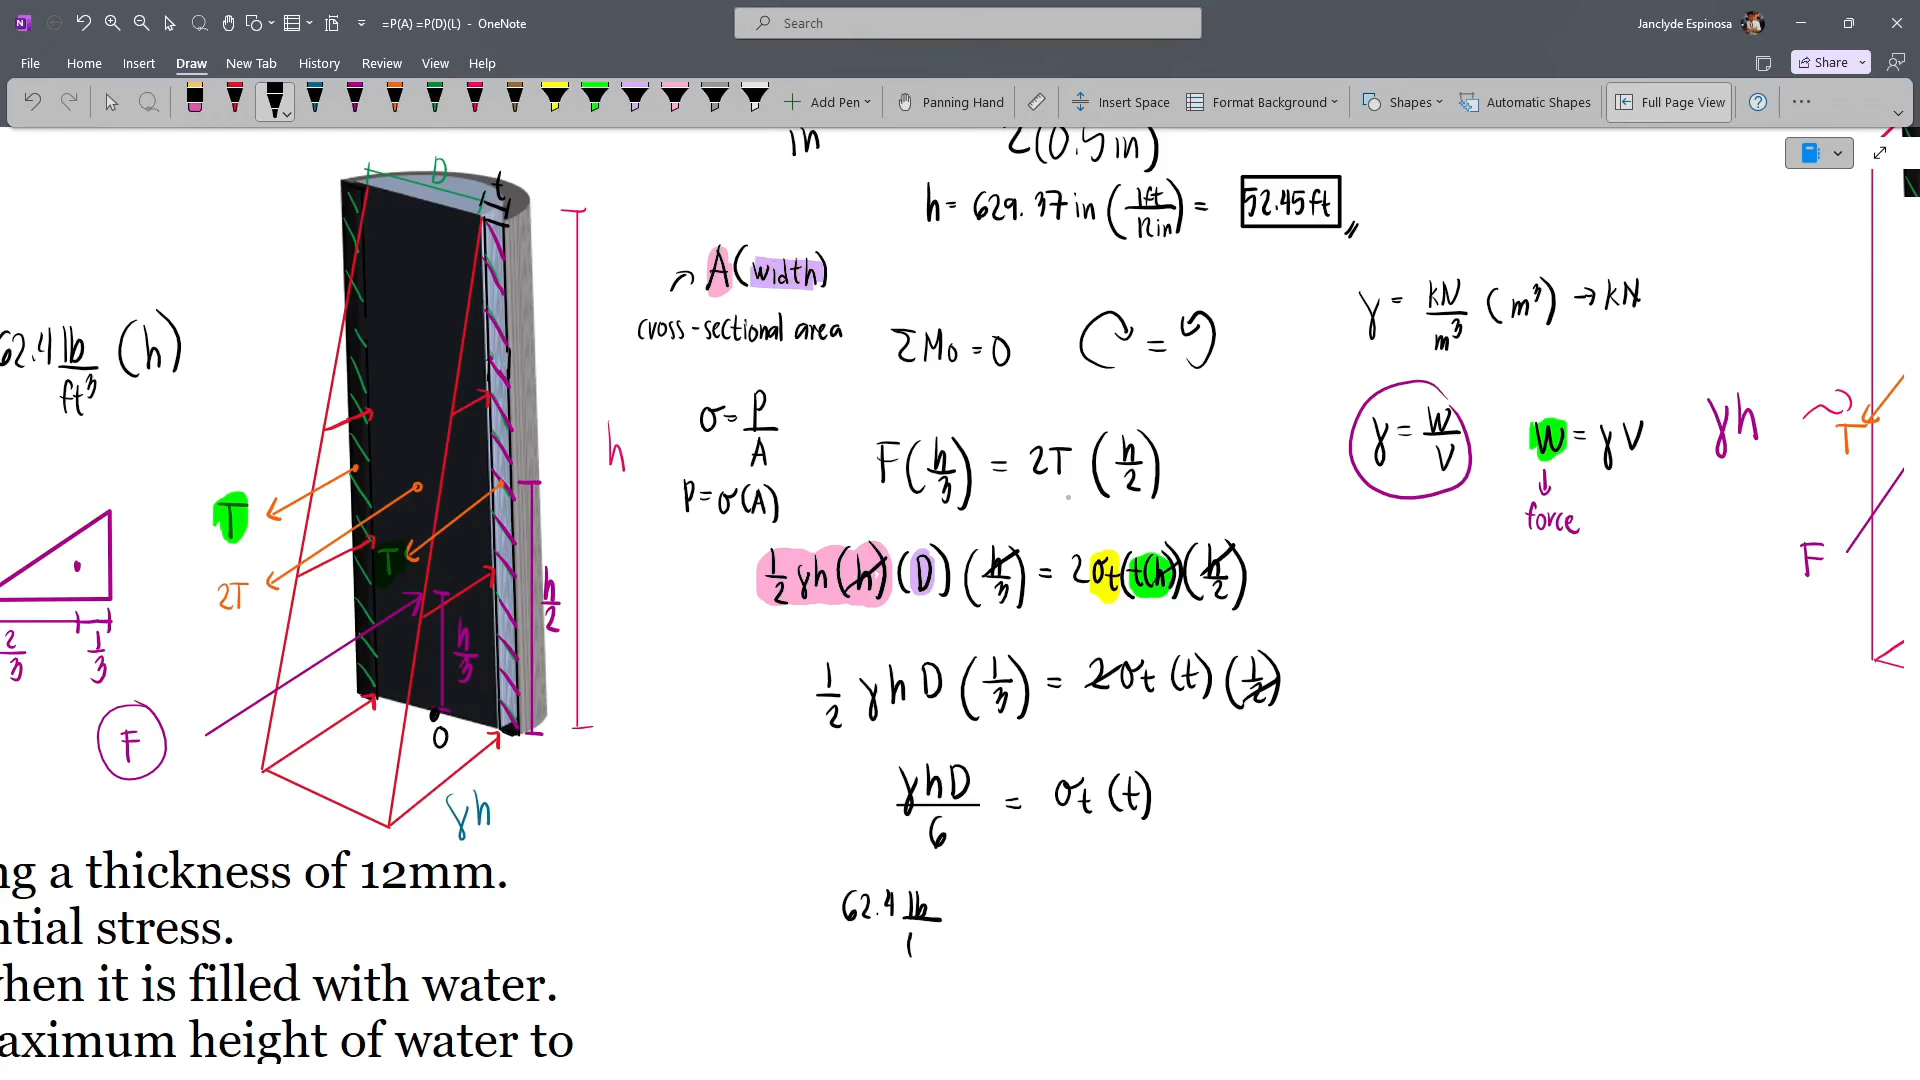 =P(A) =P(D)(L) - OneNote
Search
Janclyde Espinosa
File Home Insert Draw New Tab History Review View Help
Share
Add Pen
Panning Hand
Insert Space
Format Background
Shapes
Automatic Shapes
Full Page View
in 2(0.5in)
h = 629.37in (1ft/12in) = 52.45ft
A(width)
cross-sectional area
ΣMo = 0
=
γ = kN/m³ (m³) → kN
62.4 lb/ft³ (h)
D
t
h
σ = P/A
P = σ(A)
F(h/3) = 2T (h/2)
γ = W/V
W = γV
force
γh
T
F
T
T
2T
h/2
h/3
2/3
1/3
F
O
γh
1/2 γh(h)(D)(h/3) = 2σt(t(h))(h/2)
1/2 γhD (1/3) = 2σt (t) (1/2)
γhD/6 = σt (t)
62.4 lb
ng a thickness of 12mm.
ntial stress.
when it is filled with water.
aximum height of water to